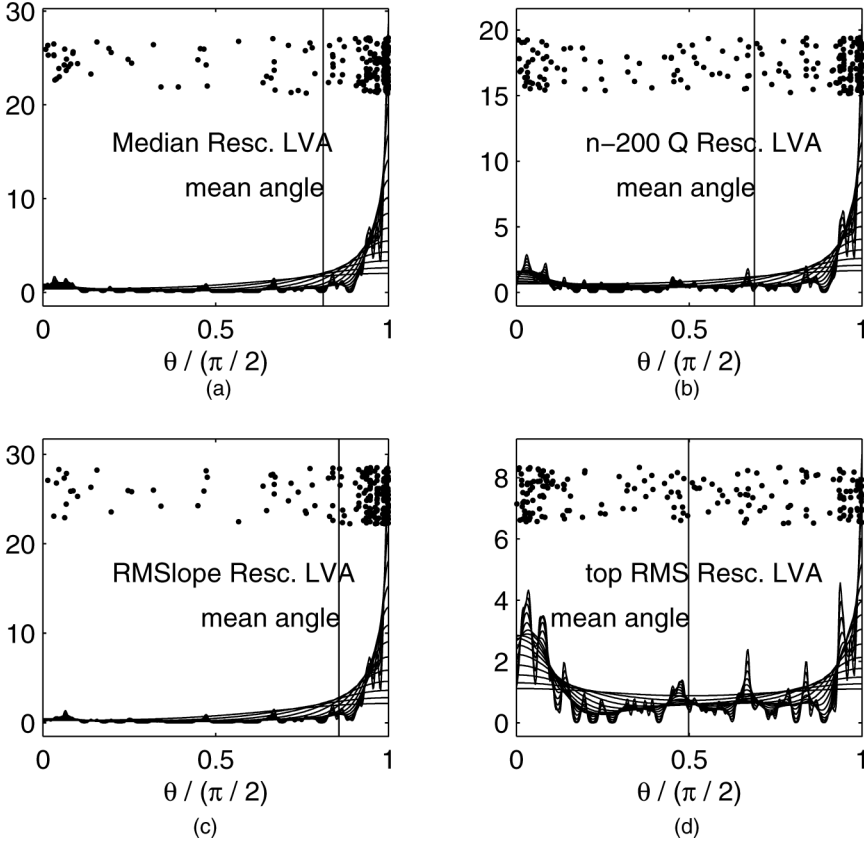 30
20
10
0
Median Resc. LVA
mean angle
0
0.5
1
θ / (π / 2)
(a)
20
15
10
5
0
n−200 Q Resc. LVA
mean angle
0
0.5
1
θ / (π / 2)
(b)
30
20
10
0
RMSlope Resc. LVA
mean angle
0
0.5
1
θ / (π / 2)
(c)
8
6
4
2
0
top RMS Resc. LVA
mean angle
0
0.5
1
θ / (π / 2)
(d)